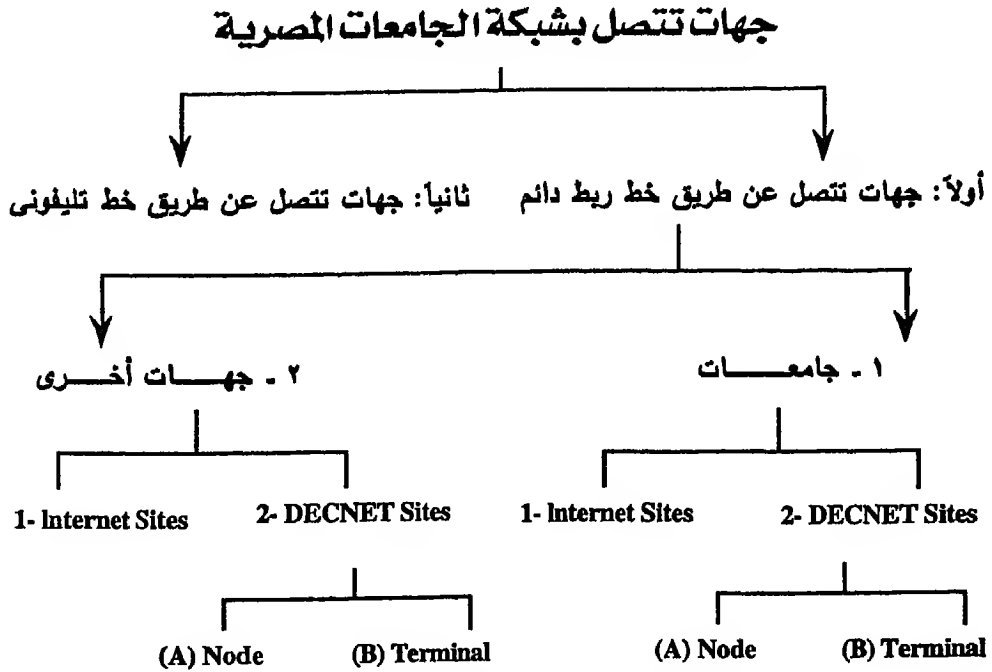 جهات تتصل بشبكة الجامعات المصرية
أولاً: جهات تتصل عن طريق خط ربط دائم
ثانياً: جهات تتصل عن طريق خط تليفونى
١ - جامعـــــات
٢ - جهـــات أخـــرى
1- Internet Sites
2- DECNET Sites
1- Internet Sites
2- DECNET Sites
(A) Node
(B) Terminal
(A) Node
(B) Terminal